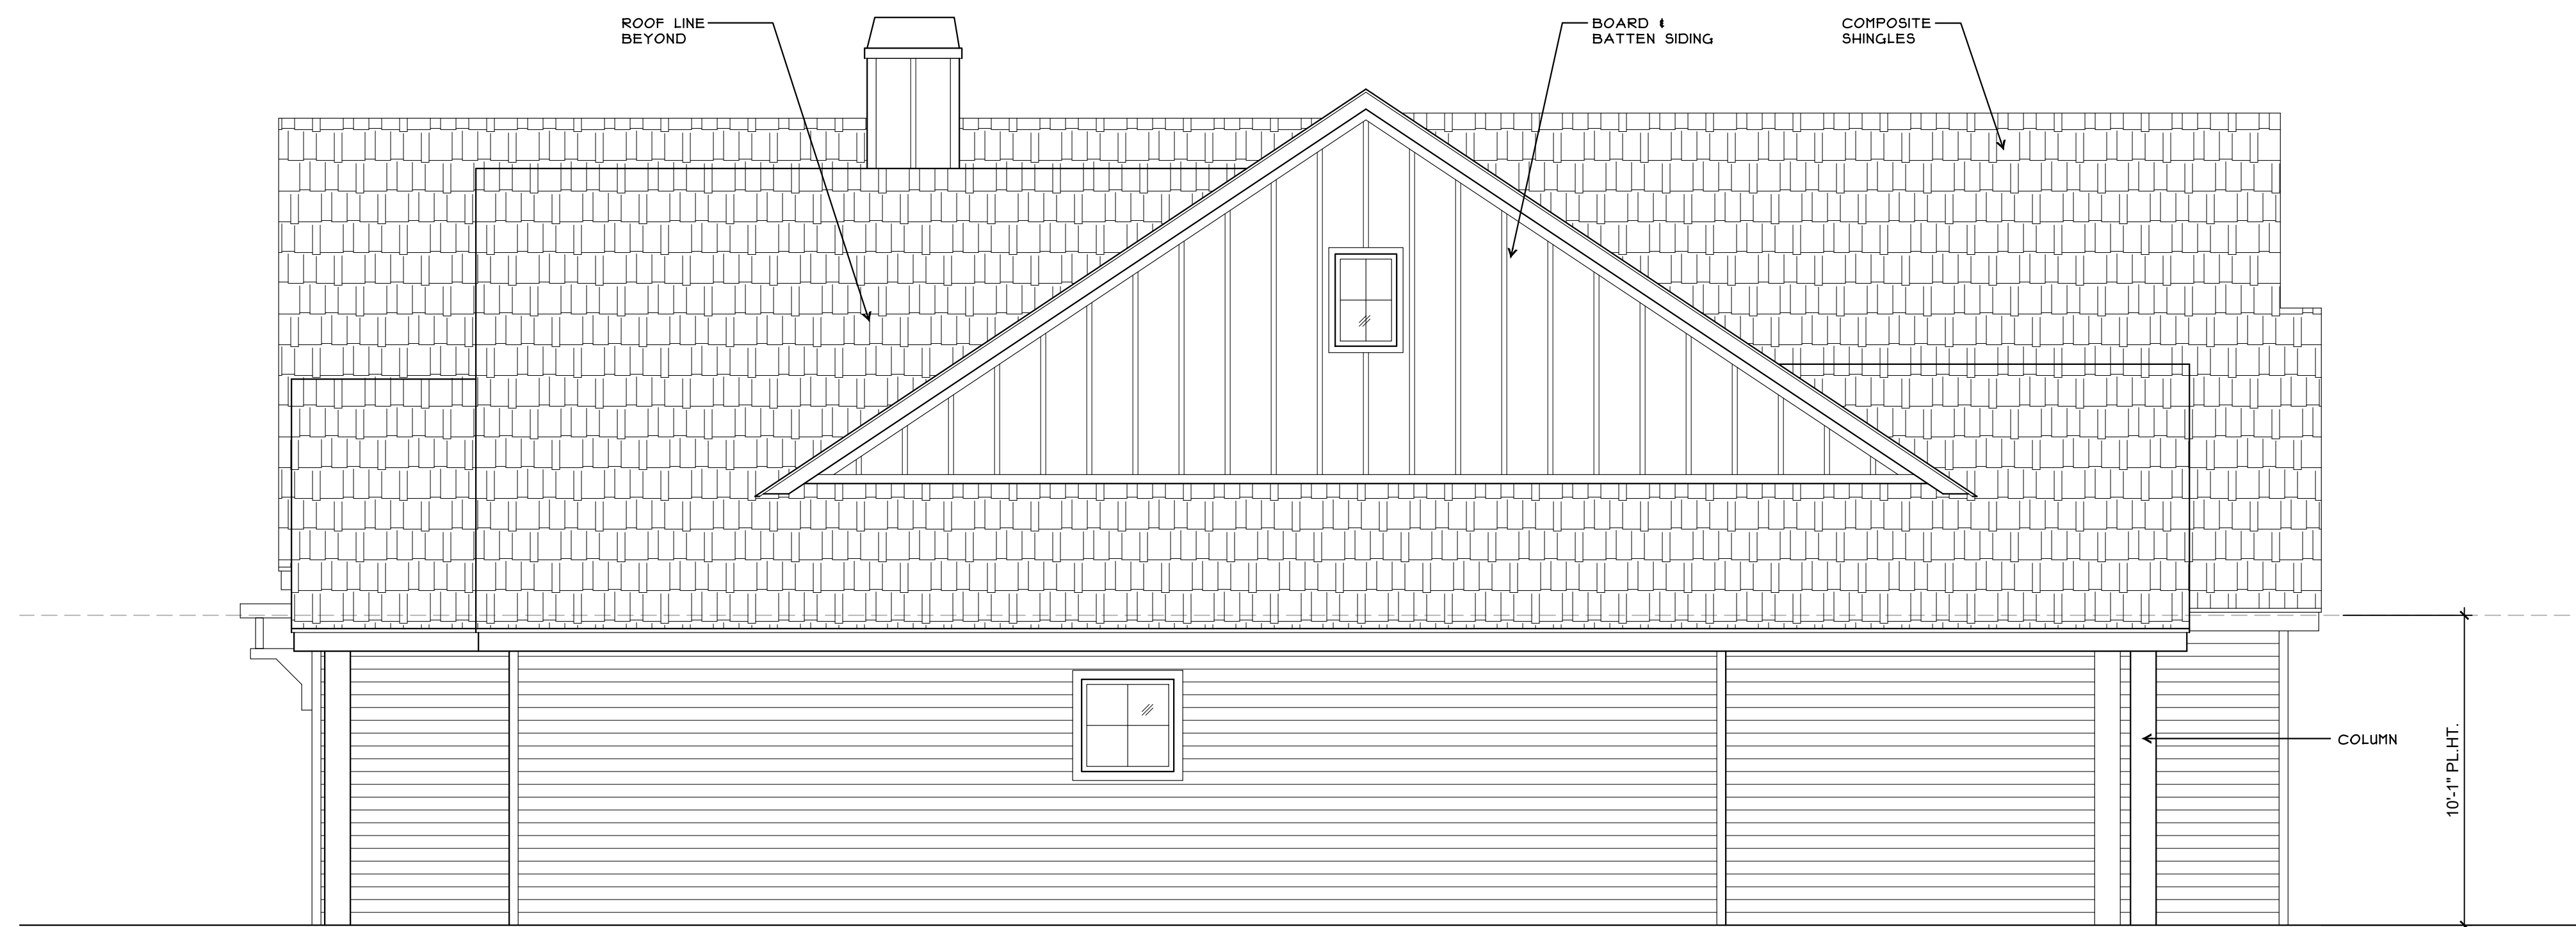 ROOF LINE
BEYOND
BOARD &
BATTEN SIDING
COMPOSITE
SHINGLES
COLUMN
10'-1" PL.HT.